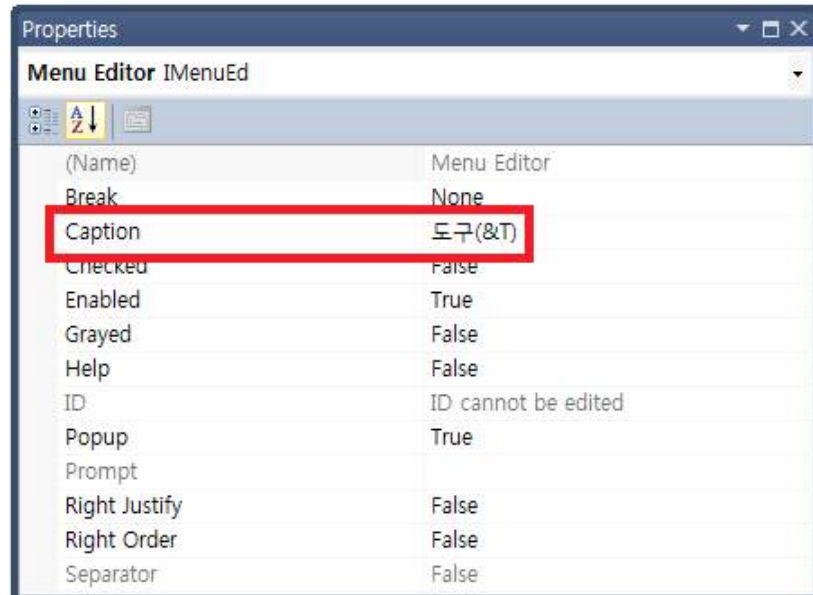 Properties
Menu Editor IMenuEd
(Name) Menu Editor
Break None
Caption 도구(&T)
Checked False
Enabled True
Grayed False
Help False
ID ID cannot be edited
Popup True
Prompt
Right Justify False
Right Order False
Separator False